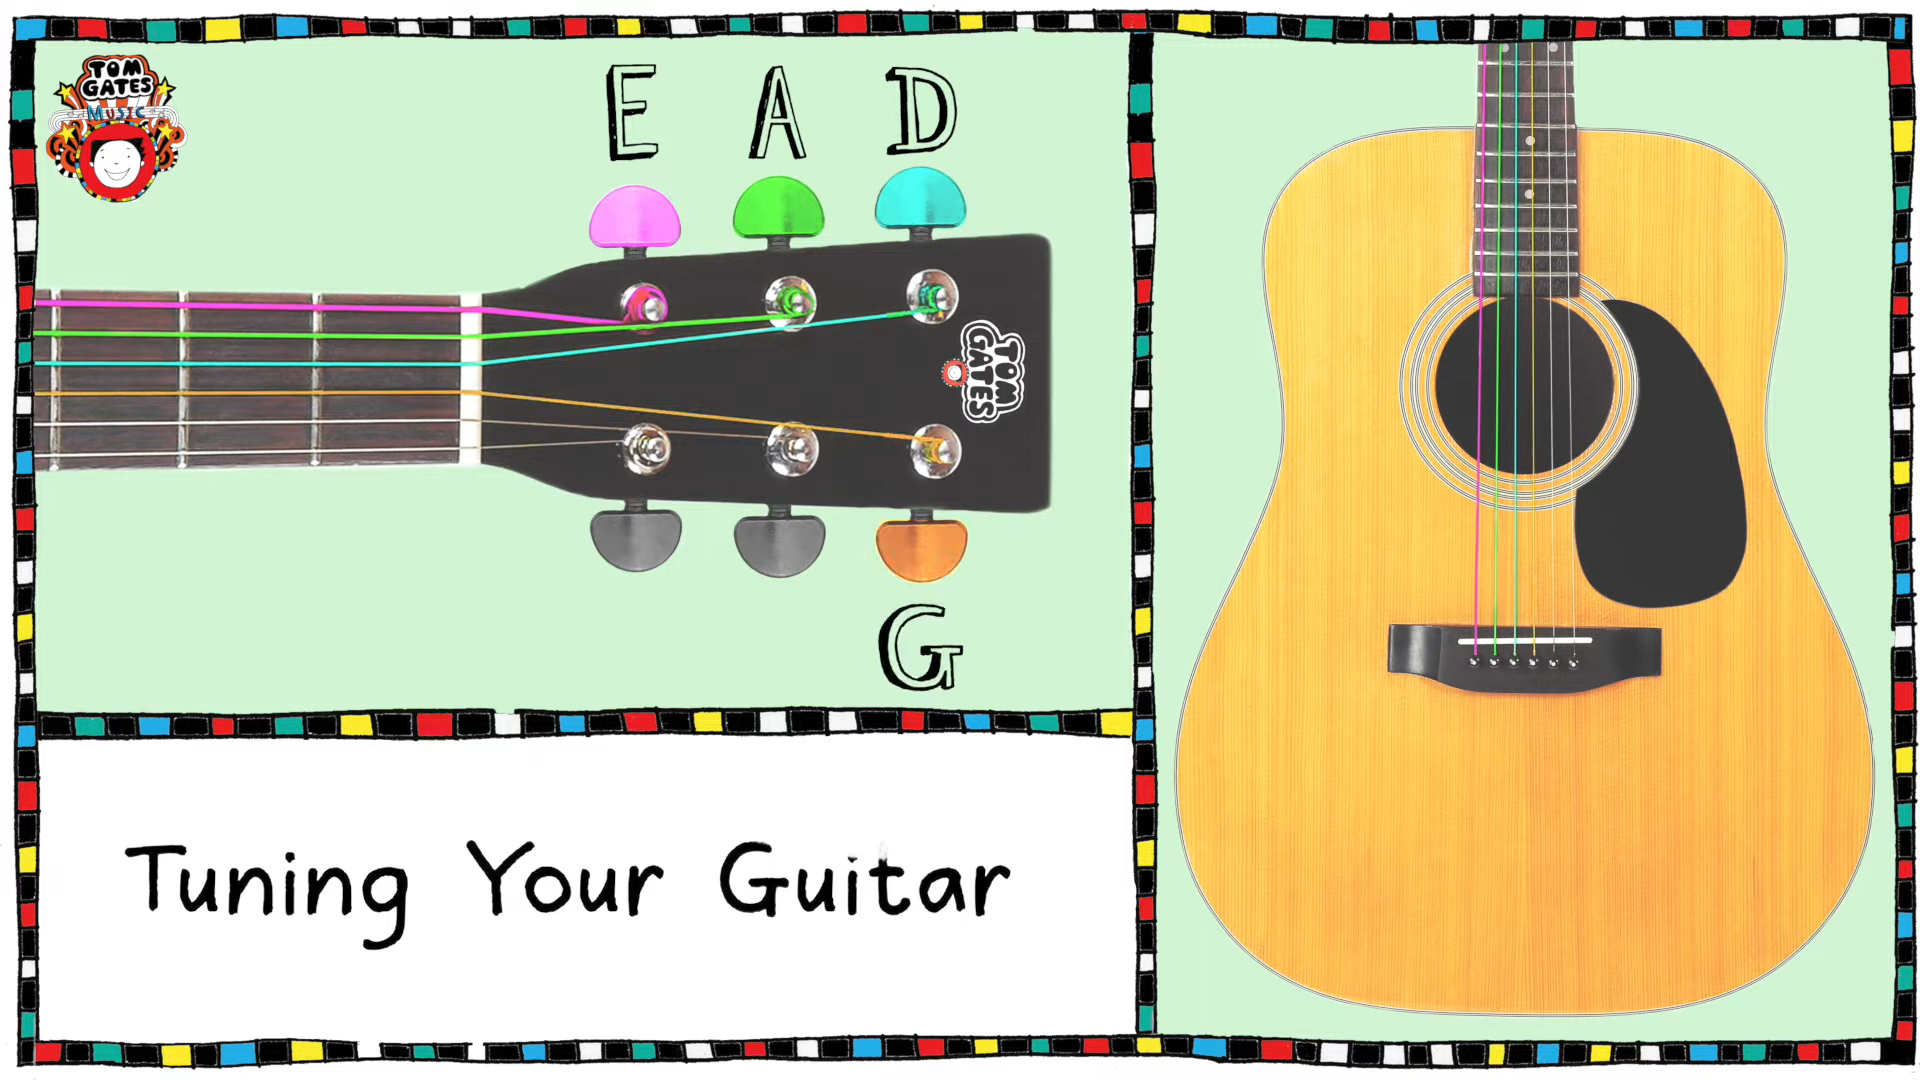 TOM
GATES
MUSIC
E A D
TOM
GATES
G
Tuning Your Guitar